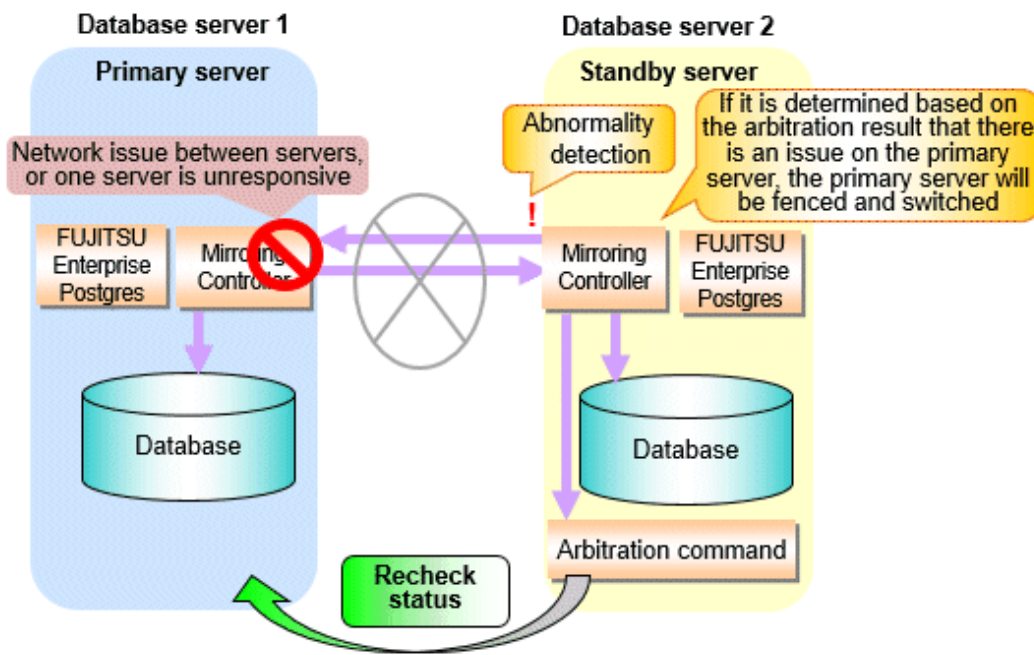 Database server 1
Database server 2
Primary server
Standby server
Network issue between servers,
or one server is unresponsive
Abnormality
detection
If it is determined based on
the arbitration result that there
is an issue on the primary
server, the primary server will
be fenced and switched
!
FUJITSU
Enterprise
Postgres
Mirroring
Controller
Mirroring
Controller
FUJITSU
Enterprise
Postgres
Database
Database
Arbitration command
Recheck
status